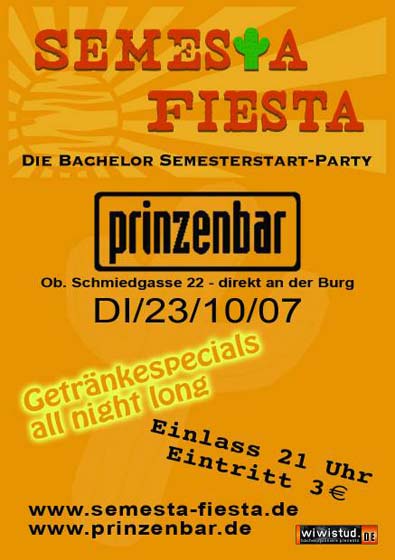 SEMESTA
FIESTA
DIE BACHELOR SEMESTERSTART-PARTY
prinzenbar
Ob. Schmiedgasse 22 - direkt an der Burg
DI/23/10/07
Getränkespecials
all night long
Einlass 21 Uhr
Eintritt 3€
www.semesta-fiesta.de
www.prinzenbar.de
wiwistud.DE